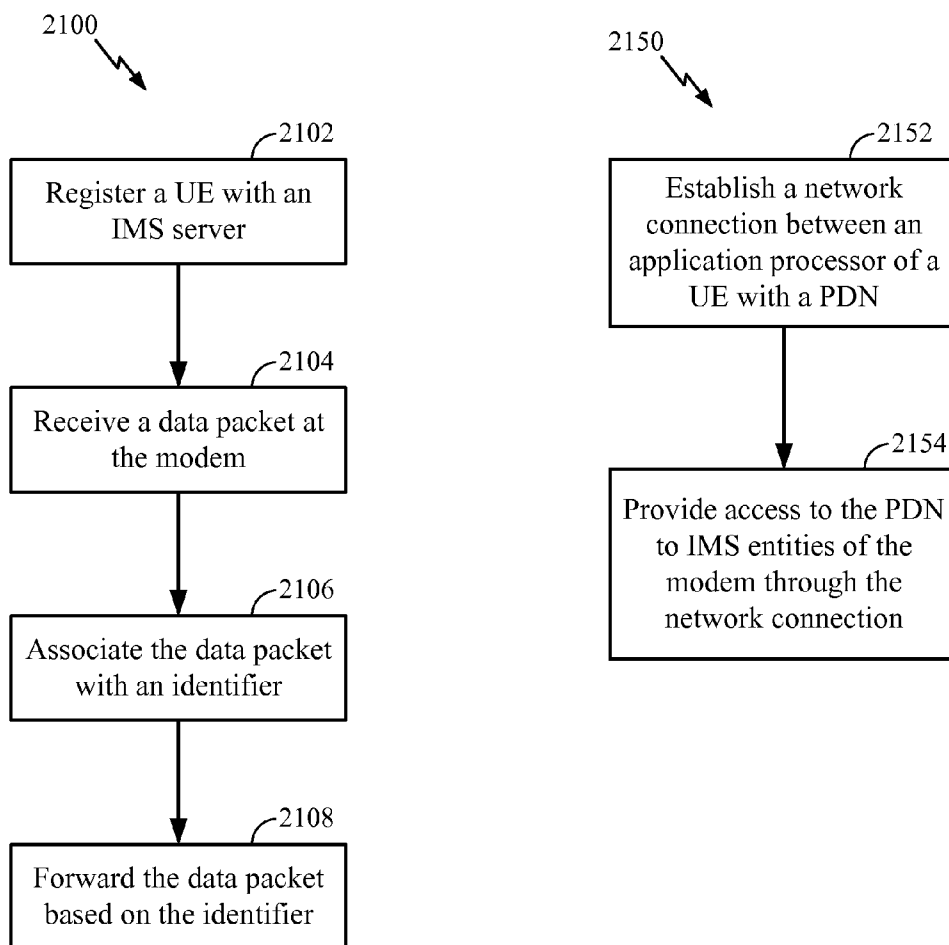 2100
2102
Register a UE with an
IMS server
2104
Receive a data packet at
the modem
2106
Associate the data packet
with an identifier
2108
Forward the data packet
based on the identifier
2150
2152
Establish a network
connection between an
application processor of a
UE with a PDN
2154
Provide access to the PDN
to IMS entities of the
modem through the
network connection